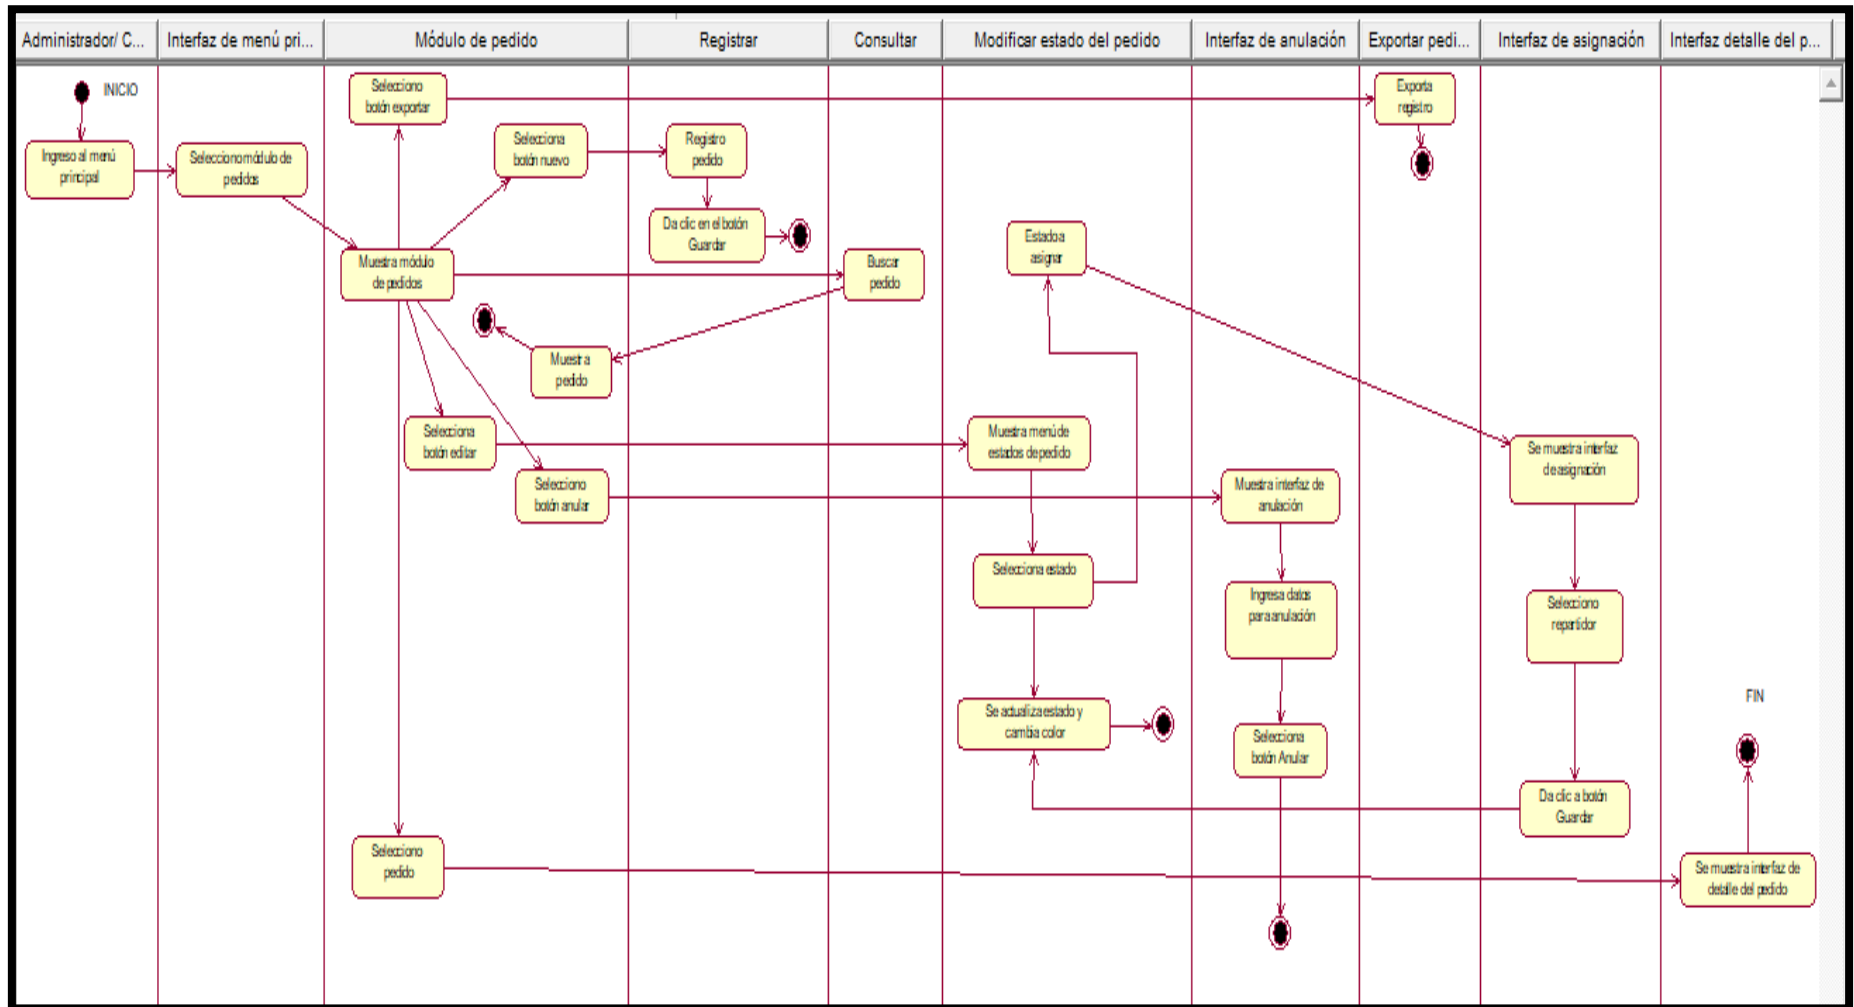 Administrador/ C...
Interfaz de menú pri...
Módulo de pedido
Registrar
Consultar
Modificar estado del pedido
Interfaz de anulación
Exportar pedi...
Interfaz de asignación
Interfaz detalle del p...
INICIO
Ingreso al menú
principal
Selecciono módulo de
pedidos
Selecciono
botón exportar
Selecciona
botón nuevo
Muestra módulo
de pedidos
Registro
pedido
Da clic en el botón
Guardar
Buscar
pedido
Muestra
pedido
Selecciona
botón editar
Selecciono
botón anular
Selecciono
pedido
Estado a
asignar
Muestra menú de
estados de pedido
Selecciona estado
Se actualiza estado y
cambia color
Muestra interfaz de
anulación
Ingresa datos
para anulación
Selecciona
botón Anular
Exporta
registro
Se muestra interfaz
de asignación
Selecciono
repartidor
Da clic a botón
Guardar
FIN
Se muestra interfaz de
detalle del pedido